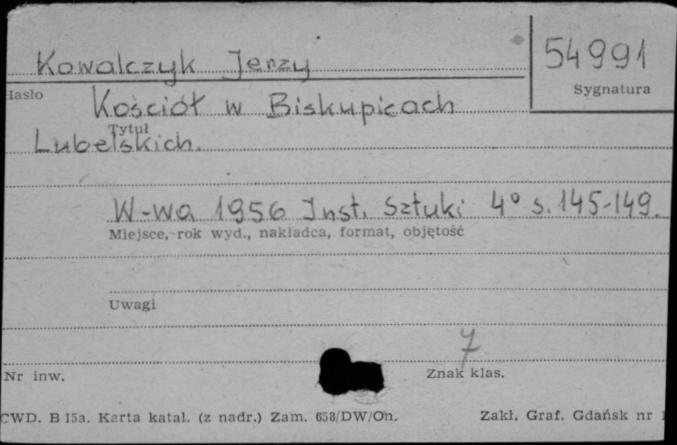 Kowalczyk Jerzy
54991
Hasło
Sygnatura
Kościół w Biskupicach
Tytuł
Lubelskich.
W-wa 1956 Inst. Sztuki 4° s. 145-149.
Miejsce, rok wyd., nakładca, format, objętość
Uwagi
7
Nr inw.
Znak klas.
CWD. B 15a. Karta katal. (z nadr.) Zam. 658/DW/On.
Zakł. Graf. Gdańsk nr 1